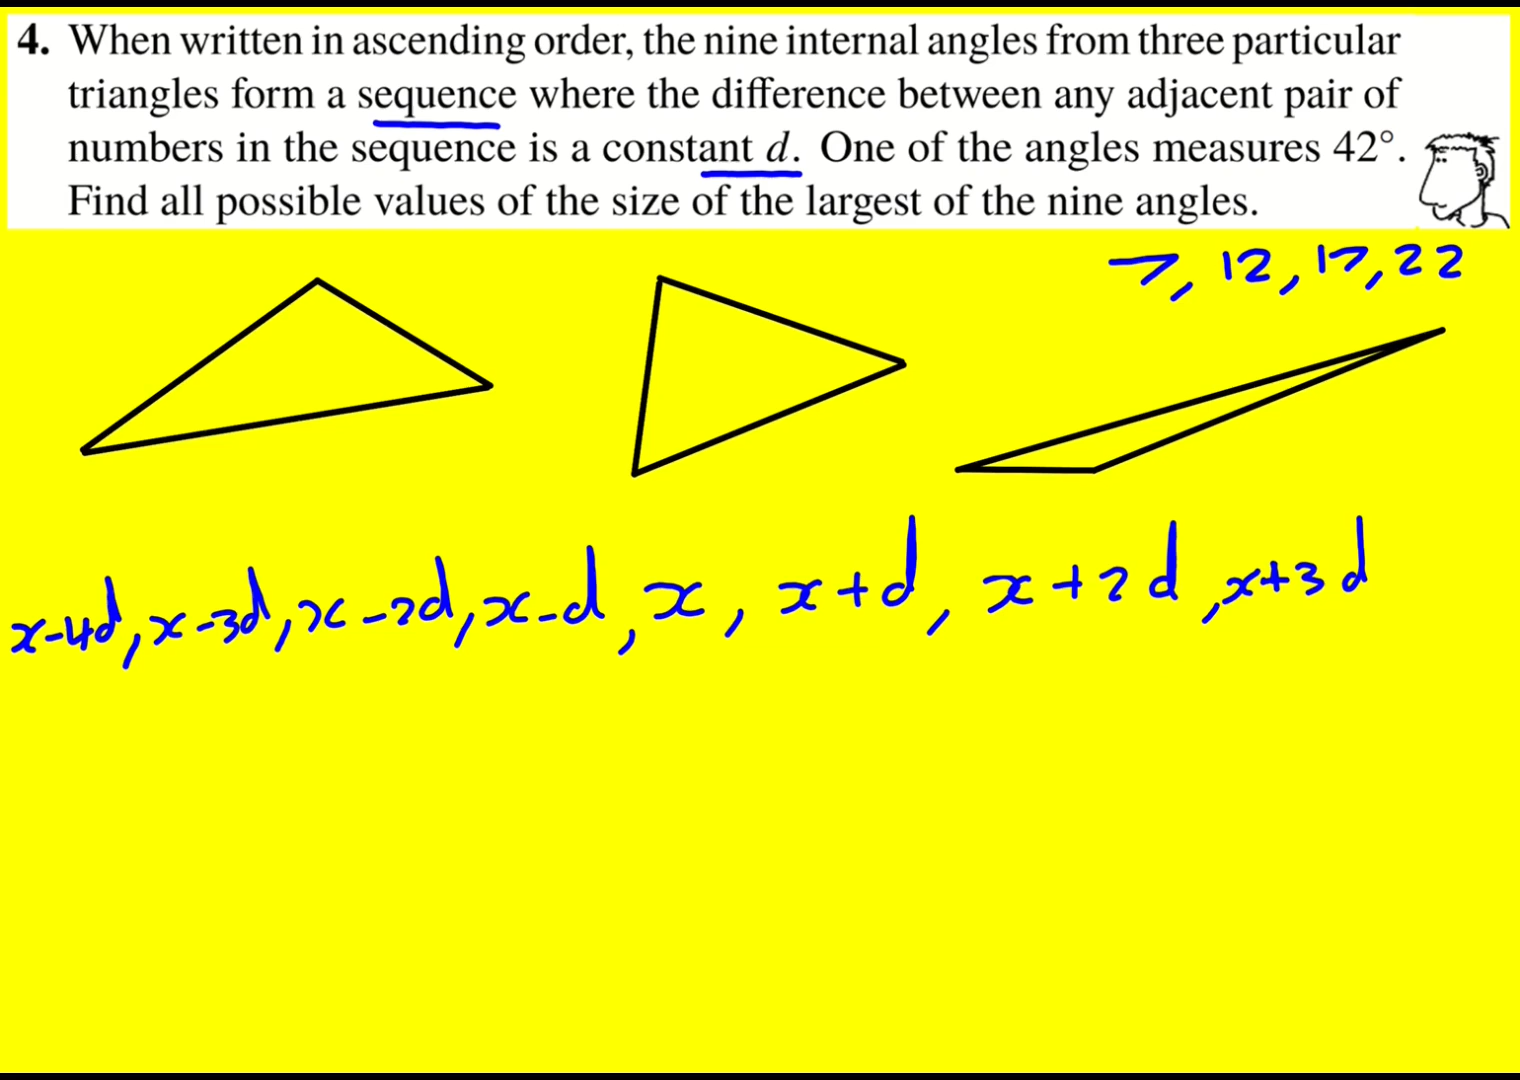 4. When written in ascending order, the nine internal angles from three particular
triangles form a sequence where the difference between any adjacent pair of
numbers in the sequence is a constant d. One of the angles measures 42°.
Find all possible values of the size of the largest of the nine angles.
7, 12, 17, 22
x-4d, x-3d, x-2d, x-d, x, x+d, x+2d, x+3d